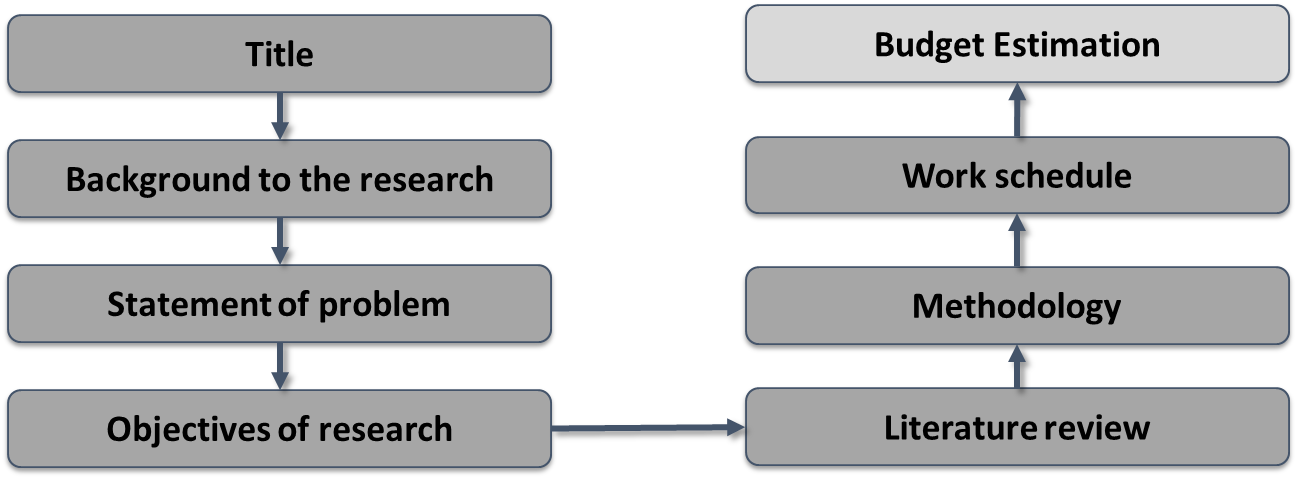 Title
Background to the research
Statement of problem
Objectives of research
Literature review
Methodology
Work schedule
Budget Estimation